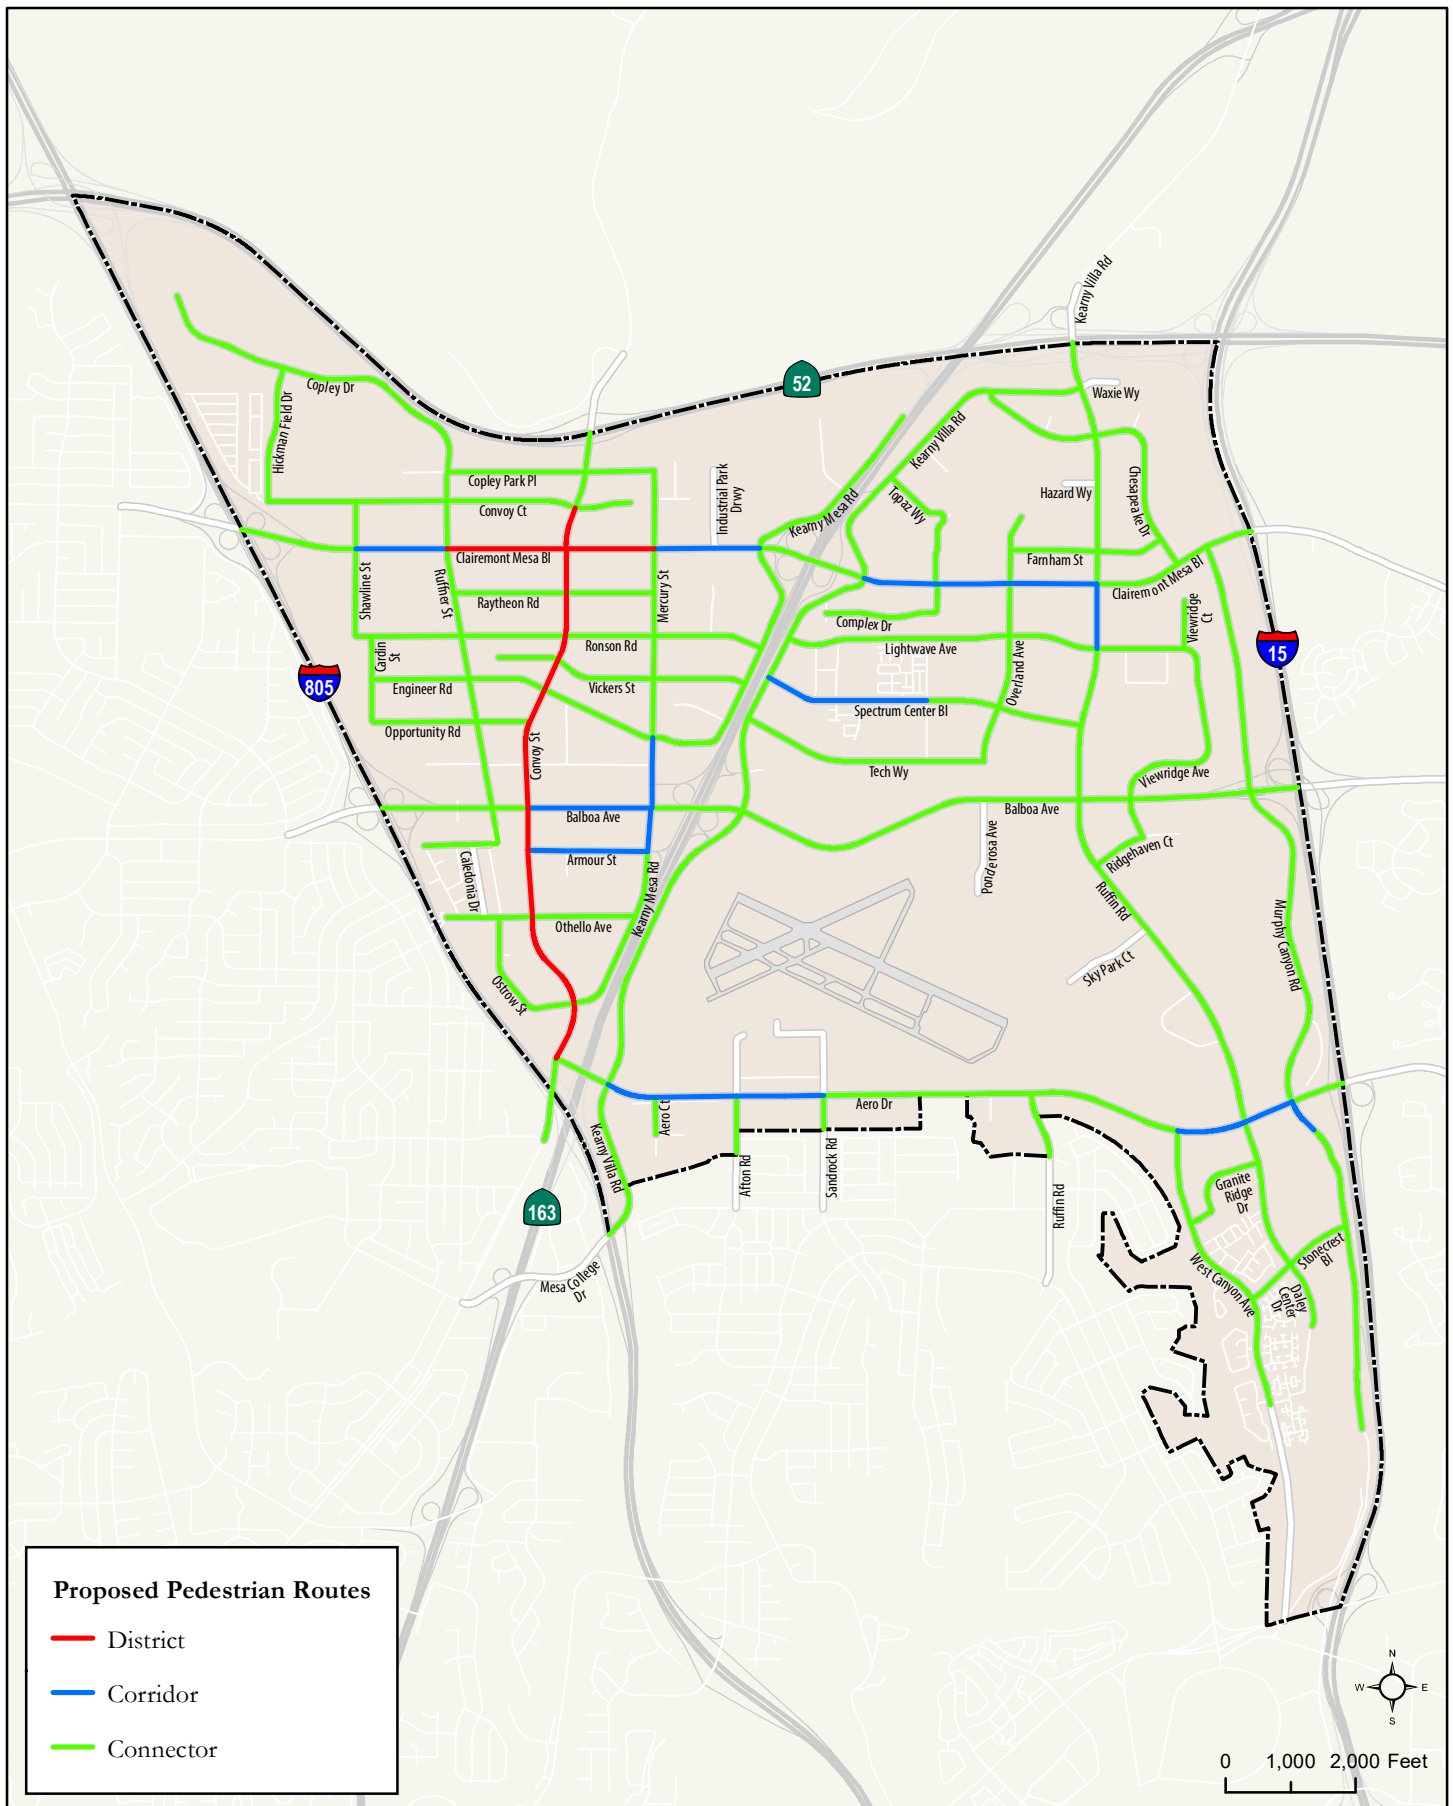 Kearny Villa Rd
52
Copley Dr
Waxie Wy
Hickman Field Dr
Kearny Villa Rd
Copley Park Pl
Industrial Park
Drwy
Hazard Wy
Chesapeake Dr
Topaz Wy
Kearny Mesa Rd
Convoy Ct
Clairemont Mesa Bl
Farnham St
Clairemont Mesa Bl
Shawline St
Ruffner St
Raytheon Rd
Mercury St
Complex Dr
Viewridge
Ct
Cardin
St
Ronson Rd
Lightwave Ave
15
805
Engineer Rd
Vickers St
Overland Ave
Spectrum Center Bl
Opportunity Rd
Convoy St
Tech Wy
Viewridge Ave
Balboa Ave
Balboa Ave
Armour St
Ponderosa Ave
Ridgehaven Ct
Caledonia Dr
Kearny Mesa Rd
Ruffin Rd
Othello Ave
Murphy Canyon Rd
Sky Park Ct
Ostrow St
Aero Ct
Aero Dr
Kearny Villa Rd
Afton Rd
Sandrock Rd
Ruffin Rd
Granite
Ridge
Dr
163
Stonecrest
Bl
West Canyon Ave
Daley
Center
Dr
Mesa College
Dr
Proposed Pedestrian Routes
District
Corridor
Connector
N
W E
S
0 1,000 2,000 Feet